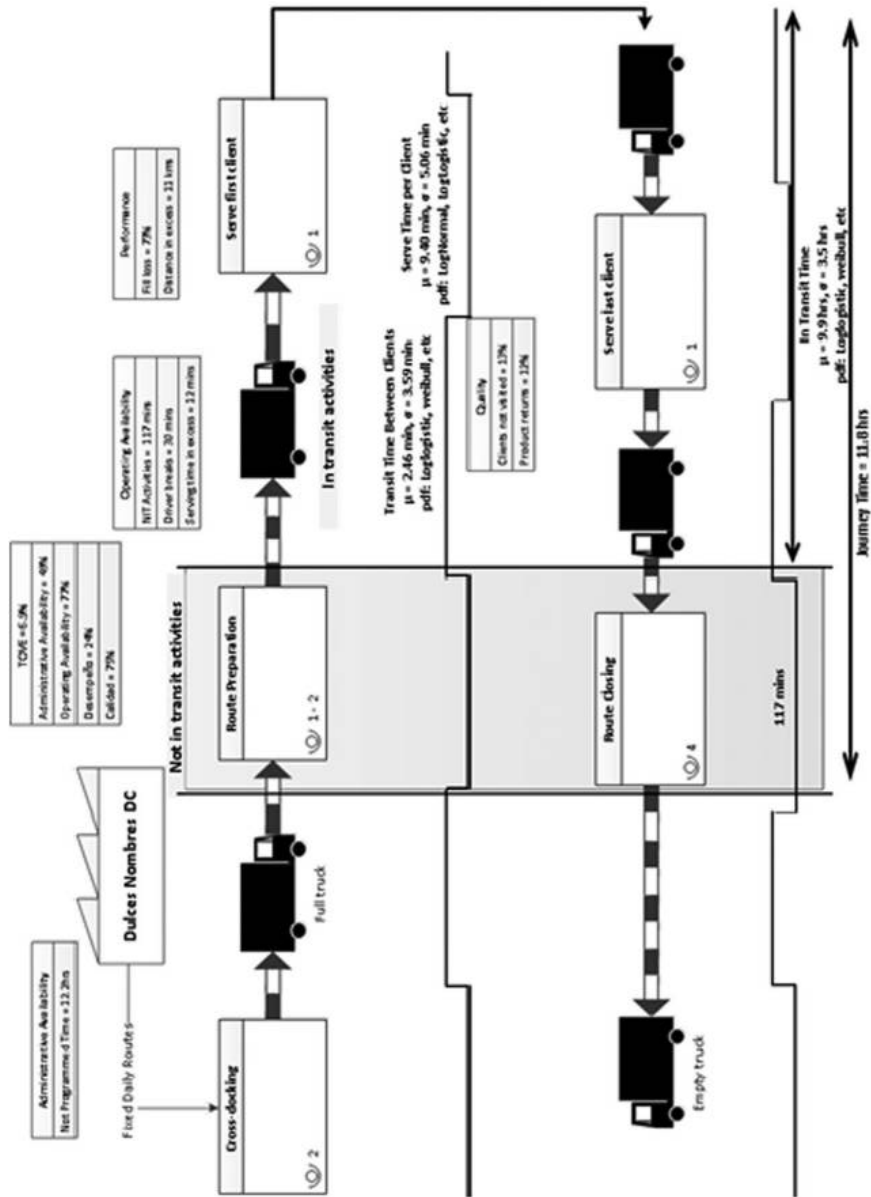 TOVE = 6.9%
Administrative Availability = 49%
Operating Availability = 77%
Desempeño = 24%
Calidad = 75%
Administrative Availability
Not Programmed Time = 12.2hrs
Dulces Nombres DC
Fixed Daily Routes
Operating Availability
NIT Activities = 117 mins
Driver breaks = 30 mins
Serving time in excess = 12 mins
Performance
Fill loss = 77%
Distance in excess = 11 kms
Not in transit activities
Cross-docking
2
Full truck
Route Preparation
1 - 2
In transit activities
Serve first client
1
Transit Time Between Clients
µ = 2.46 min, σ = 3.59 min
pdf: Loglogistic, weibull, etc
Serve Time per Client
µ = 9.40 min, σ = 5.06 min
pdf: LogNormal, LogLogistic, etc
Quality
Clients not visited = 13%
Product returns = 12%
Empty truck
Route Closing
4
Serve last client
1
117 mins
In Transit Time
µ = 9.9 hrs, σ = 3.5 hr
pdf: Loglogistic, weibull, etc
Journey Time = 11.8 hrs